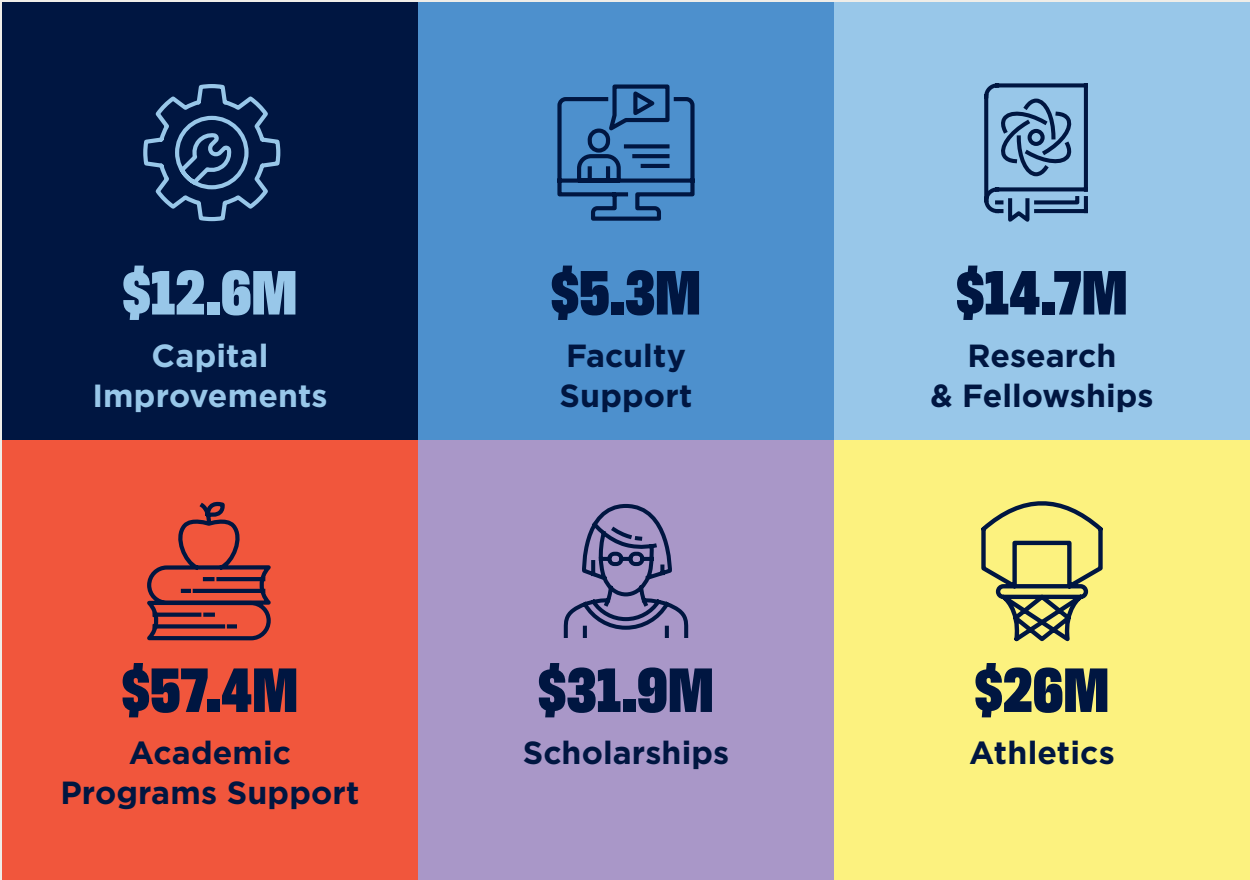 $12.6M
Capital
Improvements
$5.3M
Faculty
Support
$14.7M
Research
& Fellowships
$57.4M
Academic
Programs Support
$31.9M
Scholarships
$26M
Athletics